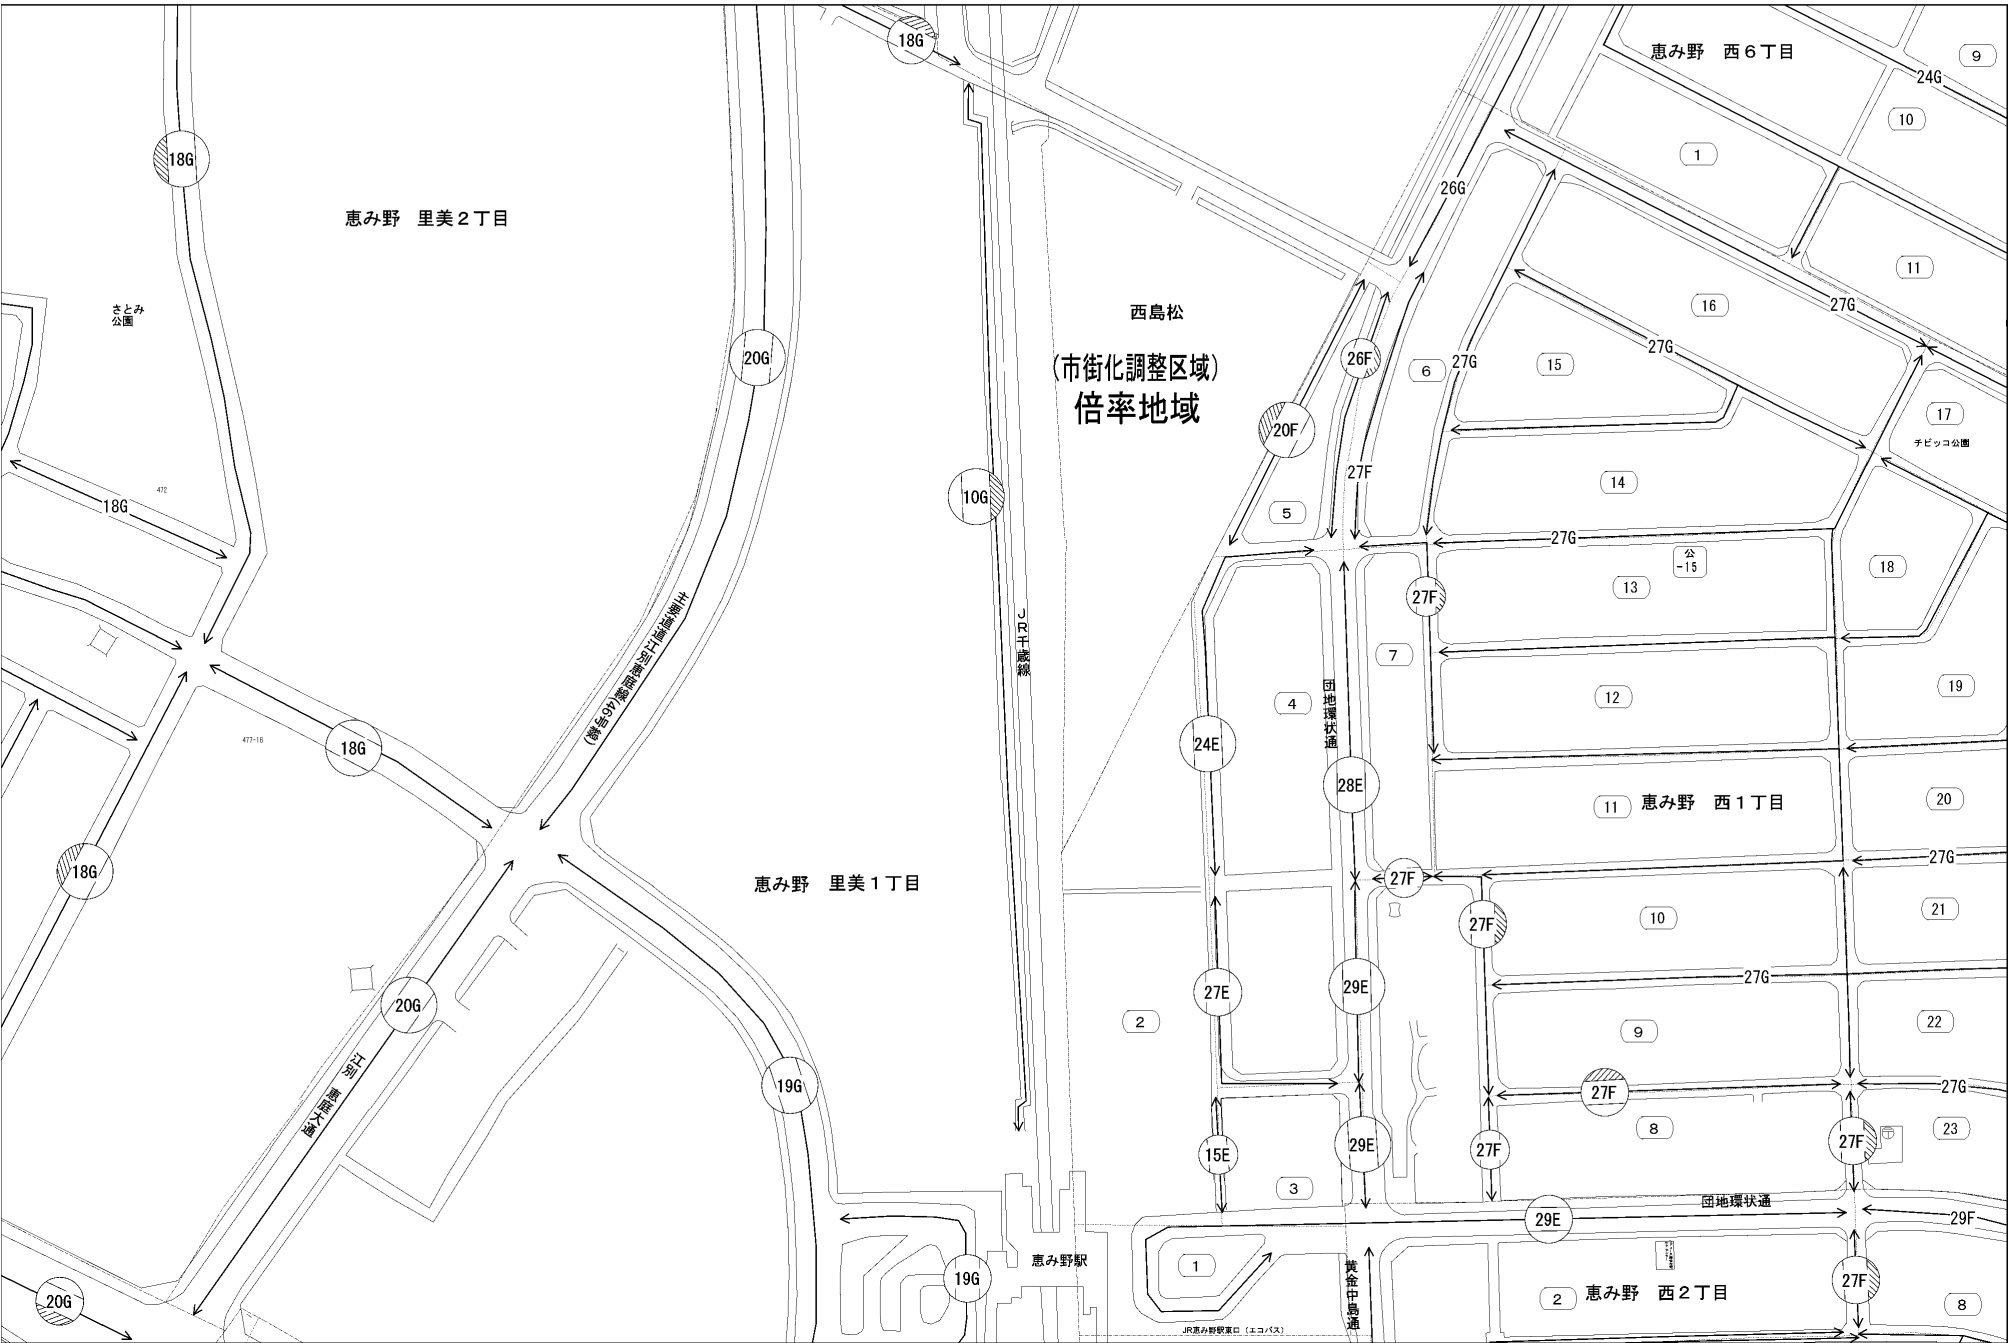 18G
恵み野　西６丁目
9
24G
10
1
18G
26G
恵み野　里美２丁目
11
さとみ
公園
西島松
16
27G
(市街化調整区域)
倍率地域
20G
26F
27G
27G
15
6
20F
17
チビッコ公園
27F
14
472
10G
18G
5
27G
公
-15
18
13
27F
主要道道江別恵庭線(46号線)
JR千歳線
7
19
12
4
団地環状通
477-16
18G
24E
28E
11
恵み野　西１丁目
20
27G
18G
恵み野　里美１丁目
27F
21
10
27F
27G
20G
27E
29E
2
22
9
江別　恵庭大通
19G
27F
27G
8
23
27F
15E
29E
27F
3
団地環状通
29E
29F
恵み野駅
1
黄金中島通
19G
27F
20G
2
恵み野　西２丁目
8
JR恵み野駅東口（エコバス）